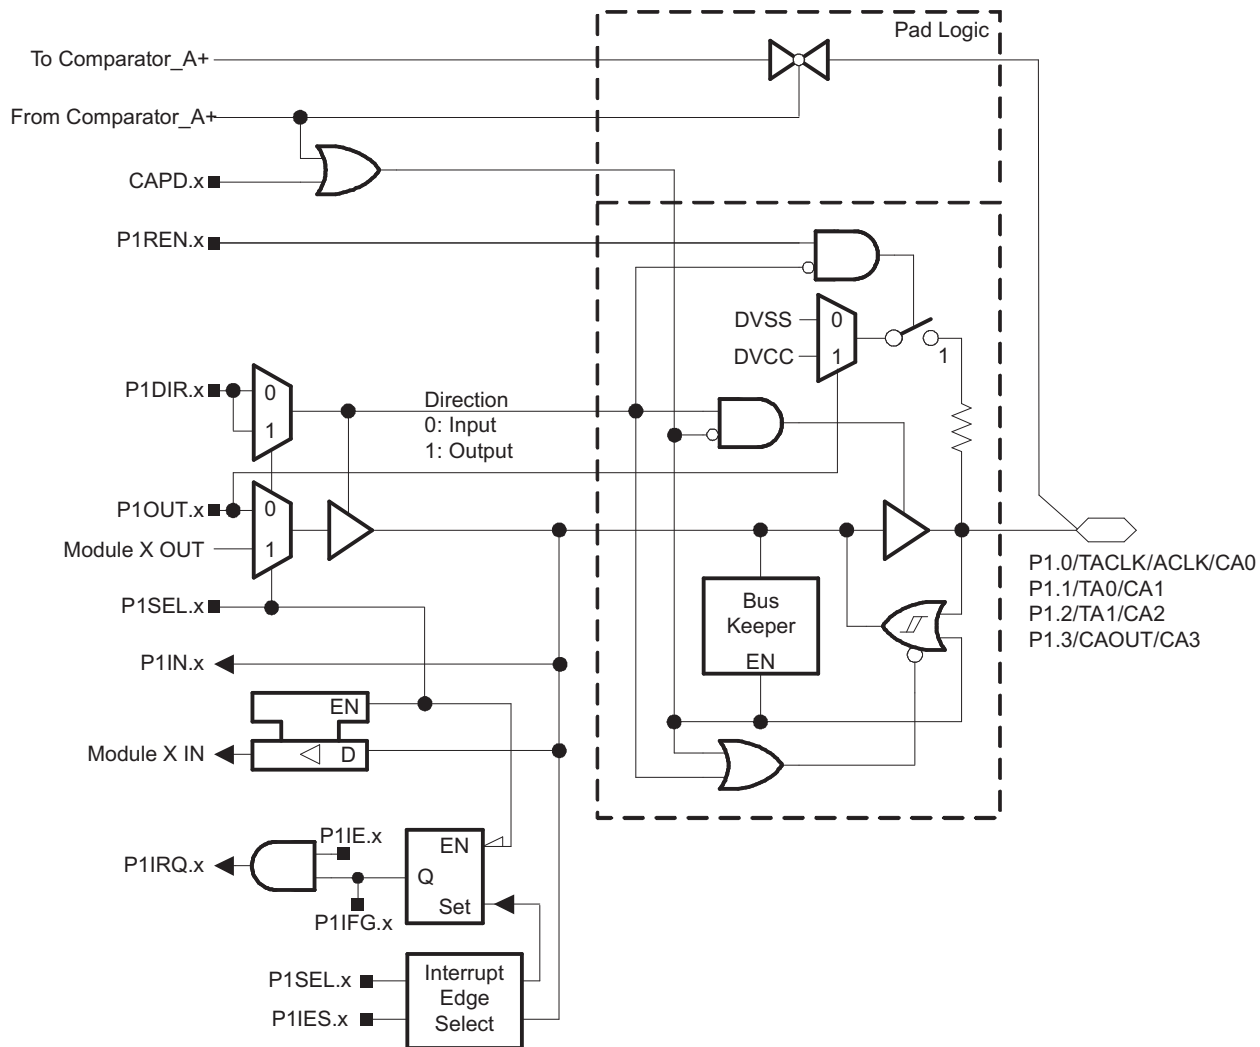 Pad Logic
To Comparator_A+
From Comparator_A+
CAPD.x
P1REN.x
DVSS
0
DVCC
1
1
P1DIR.x
0
1
Direction
0: Input
1: Output
P1OUT.x
0
Module X OUT
1
P1SEL.x
Bus
Keeper
EN
P1.0/TACLK/ACLK/CA0
P1.1/TA0/CA1
P1.2/TA1/CA2
P1.3/CAOUT/CA3
P1IN.x
EN
Module X IN
D
P1IE.x
P1IRQ.x
EN
Q
Set
P1IFG.x
P1SEL.x
P1IES.x
Interrupt
Edge
Select